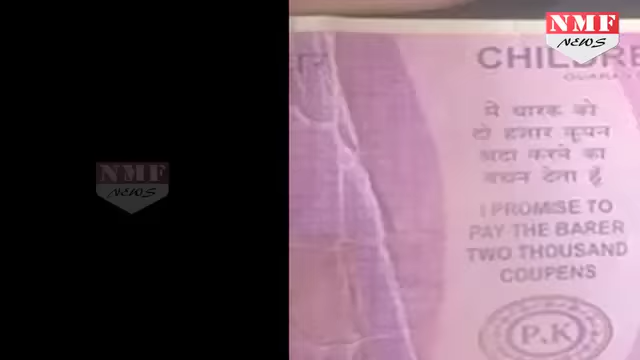 NMF
NEWS
NMF
NEWS
CHILDRE
मे धारक को
दो हजार कूपन
अदा करने का
वचन देता हूँ
I PROMISE TO
PAY THE BARER
TWO THOUSAND
COUPENS
P.K